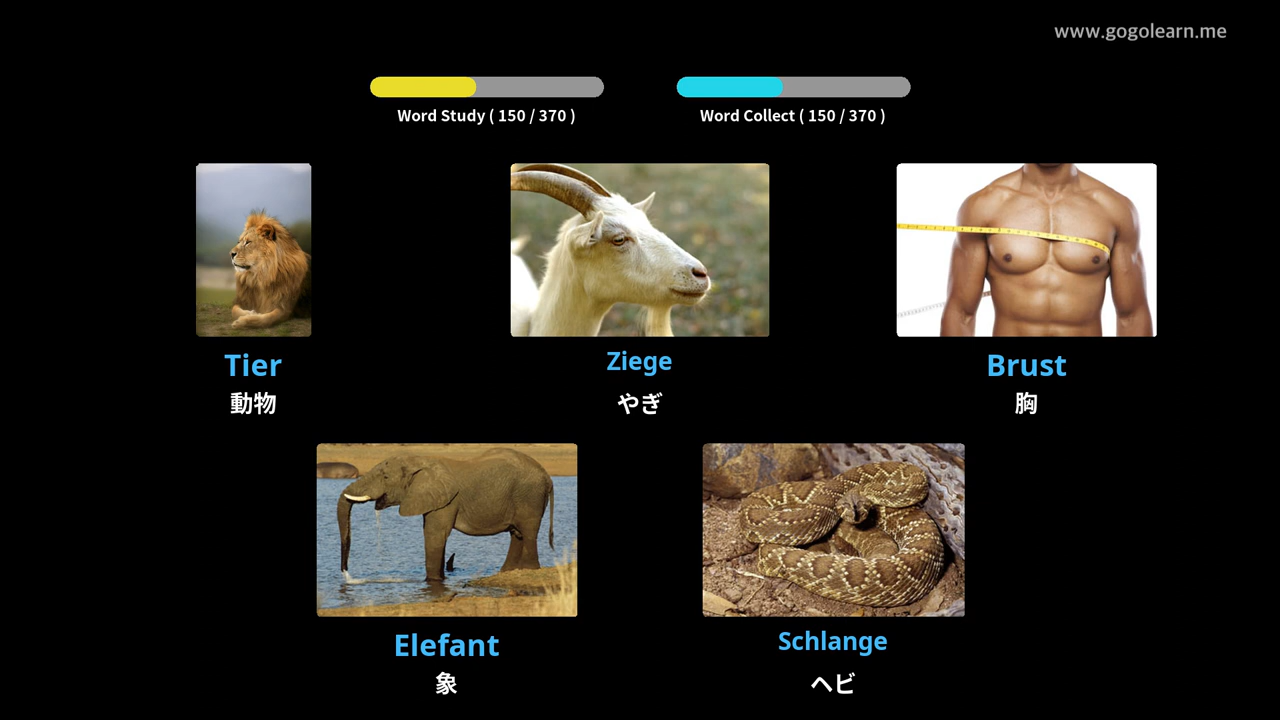 www.gogolearn.me
Word Study ( 150 / 370 )
Word Collect ( 150 / 370 )
Tier
動物
Ziege
やぎ
Brust
胸
Elefant
象
Schlange
ヘビ